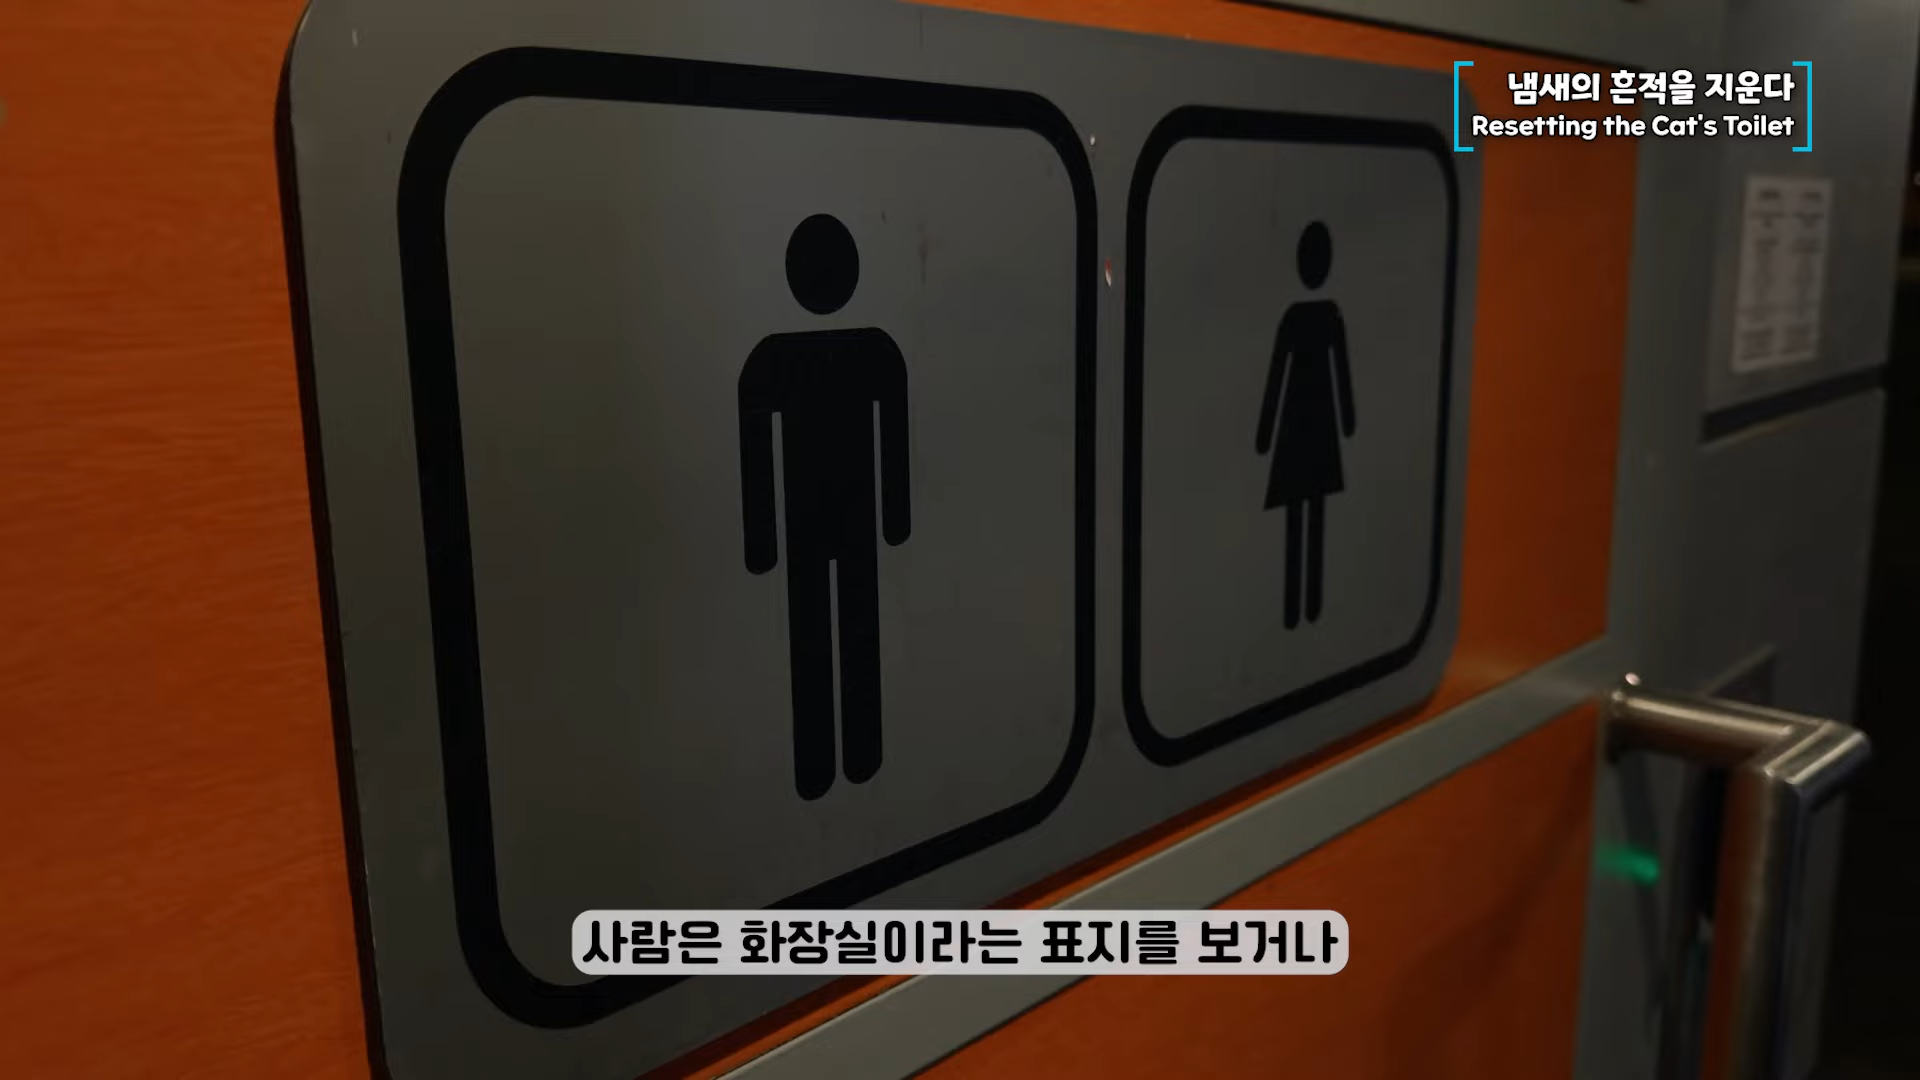 냄새의 흔적을 지운다
Resetting the Cat's Toilet
사람은 화장실이라는 표지를 보거나